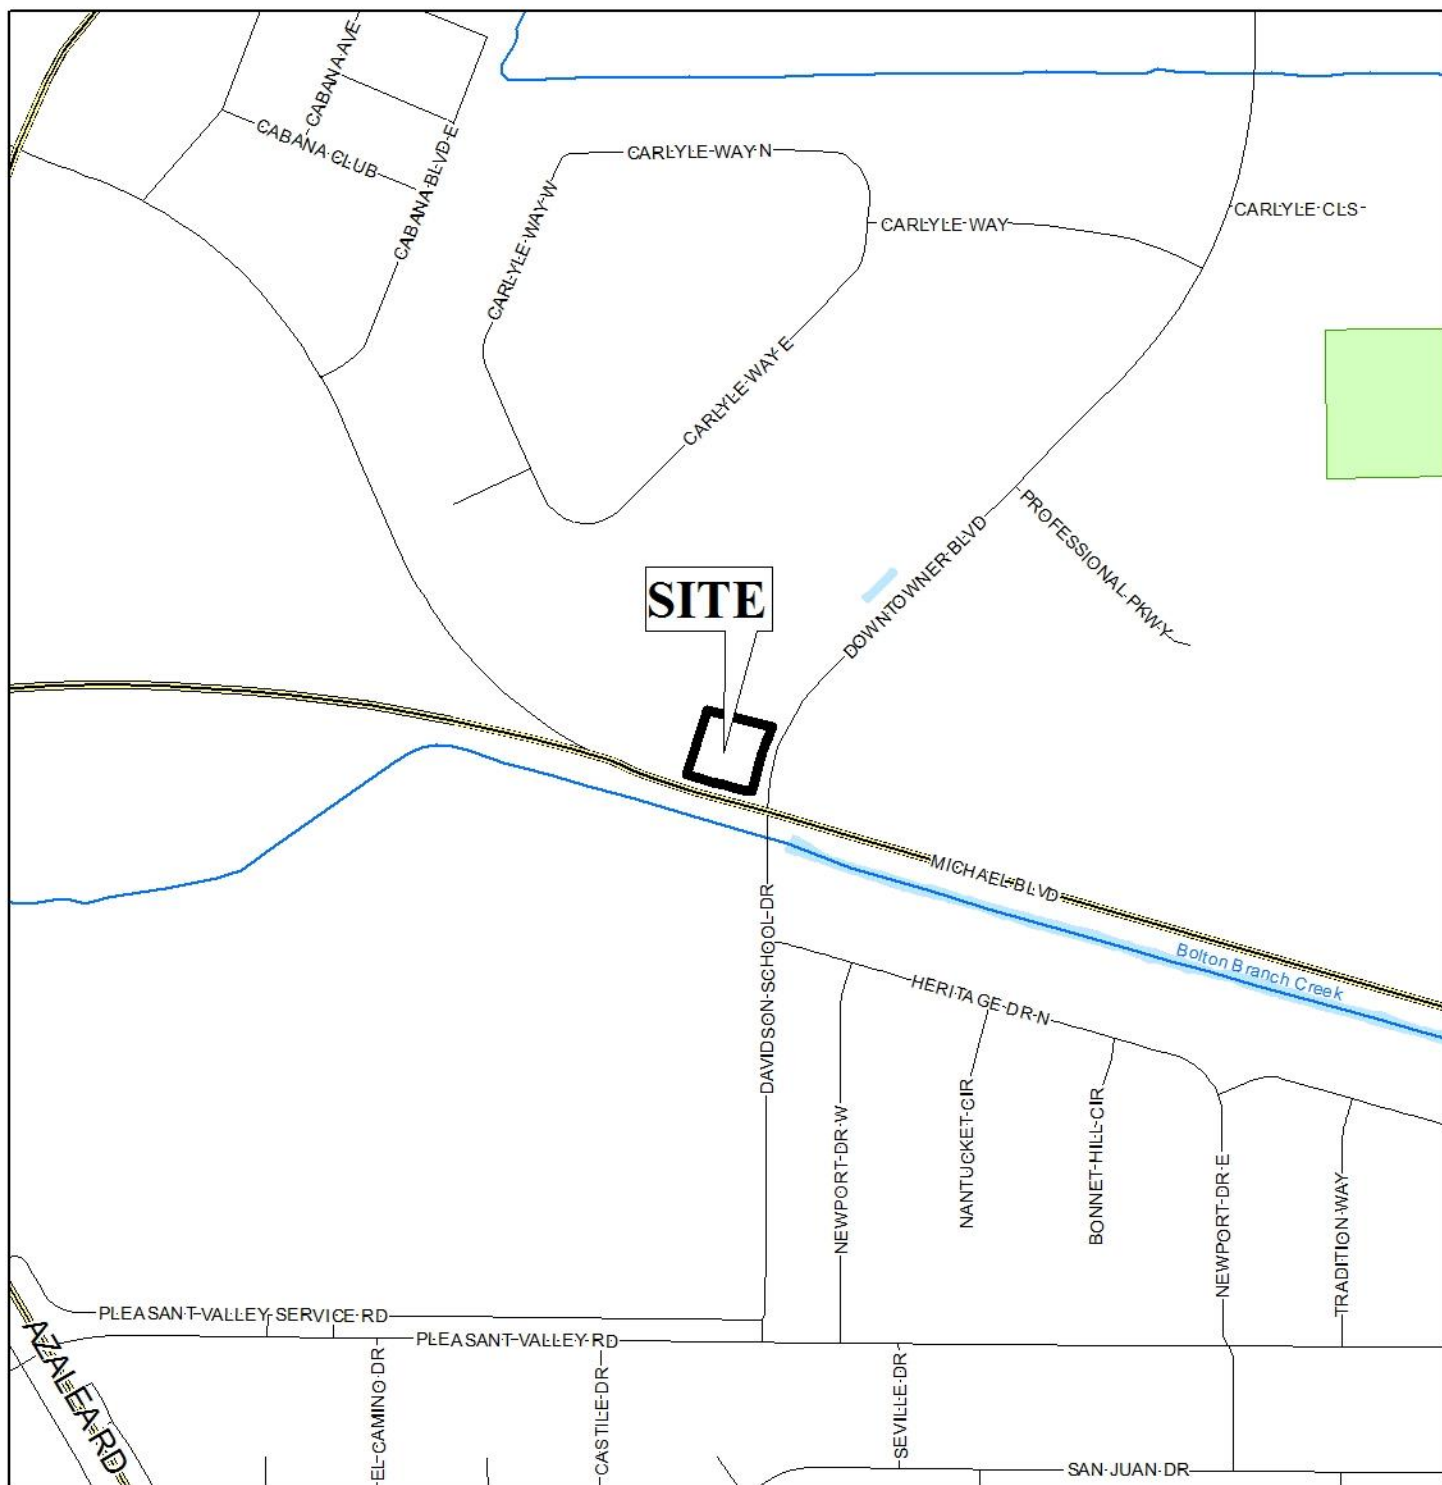 CABANA AVE
CABANA CLUB
CABANA BLVD E
CARLYLE WAY N
CARLYLE WAY W
CARLYLE WAY
CARLYLE CLS
CARLYLE WAY E
PROFESSIONAL PKWY
DOWNTOWNER BLVD
SITE
MICHAEL BLVD
Bolton Branch Creek
DAVIDSON SCHOOL DR
HERITAGE DR N
NEWPORT DR W
NANTUCKET CIR
BONNET HILL CIR
NEWPORT DR E
TRADITION WAY
PLEASANT VALLEY SERVICE RD
PLEASANT VALLEY RD
AZALEA RD
EL CAMINO DR
CASTILE DR
SEVILLE DR
SAN JUAN DR